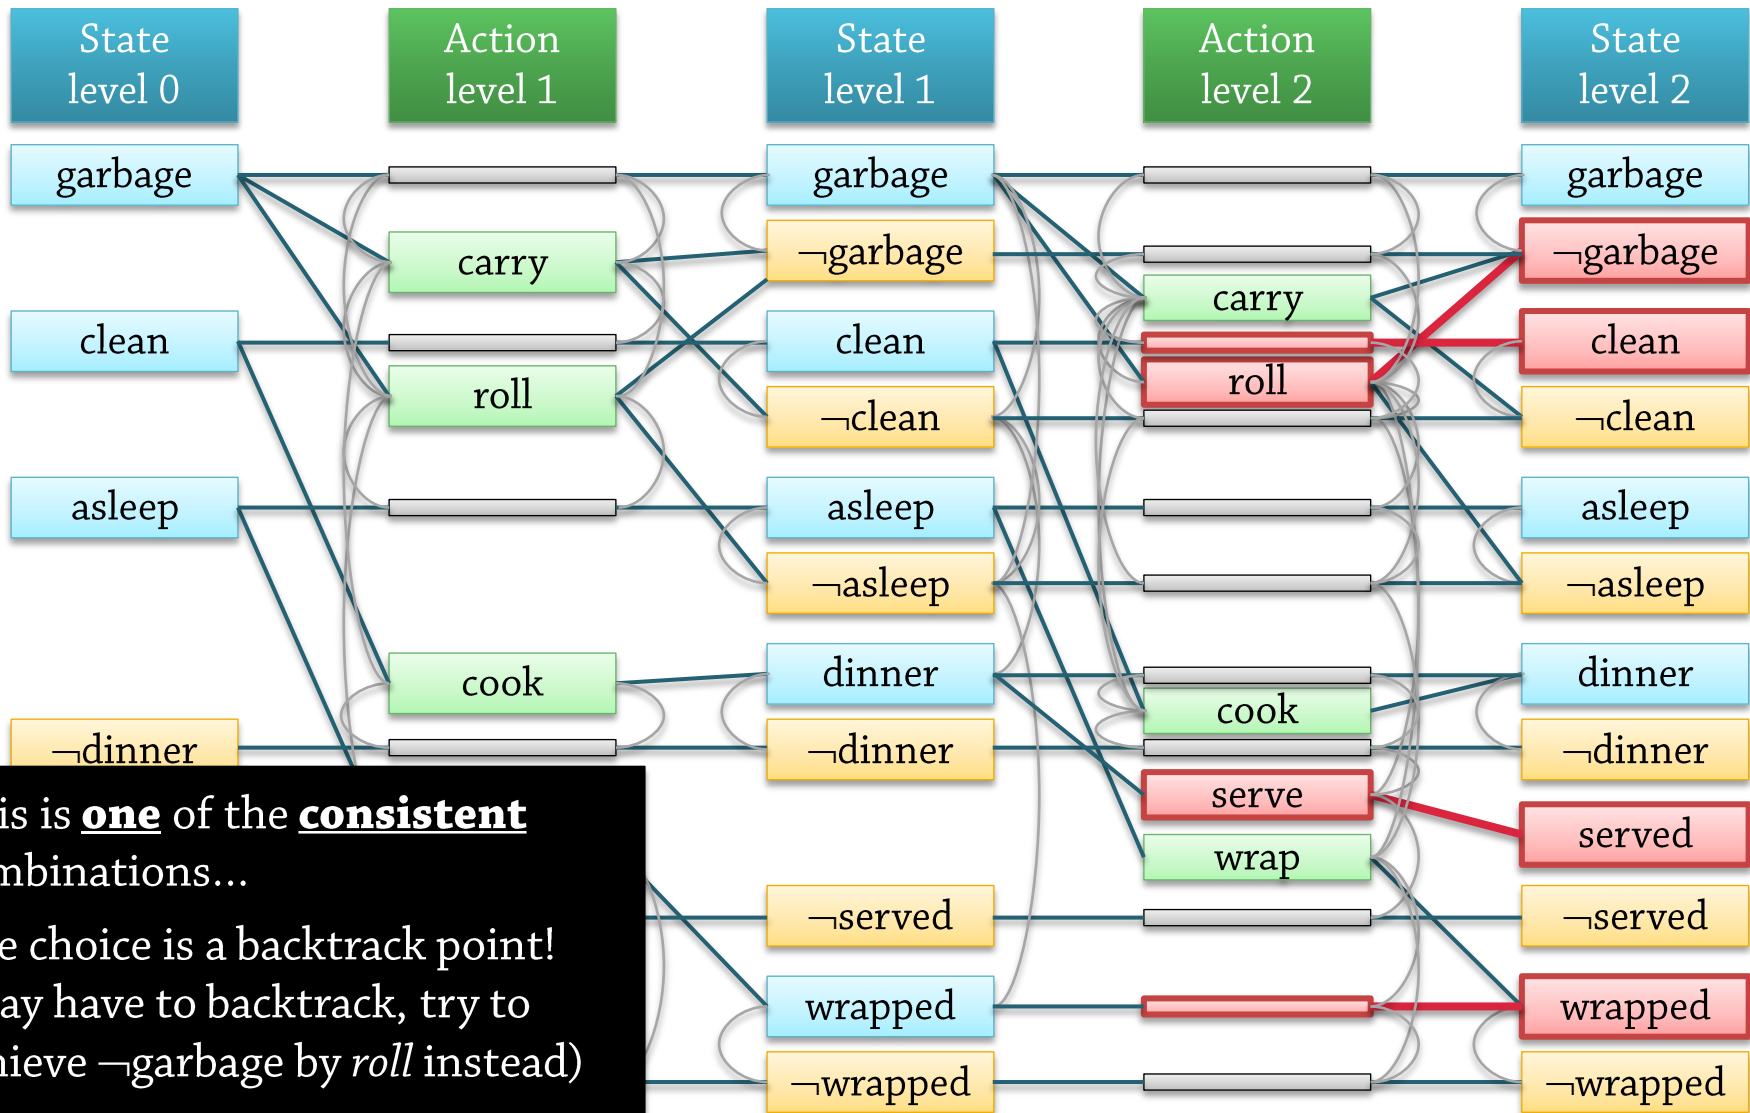 State
level 0
Action
level 1
State
level 1
Action
level 2
State
level 2
garbage
clean
asleep
¬dinner
carry
roll
cook
garbage
¬garbage
clean
¬clean
asleep
¬asleep
dinner
¬dinner
¬served
wrapped
¬wrapped
carry
roll
cook
serve
wrap
garbage
¬garbage
clean
¬clean
asleep
¬asleep
dinner
¬dinner
served
¬served
wrapped
¬wrapped
is is one of the consistent
mbinations...
e choice is a backtrack point!
ay have to backtrack, try to
hieve ¬garbage by roll instead)